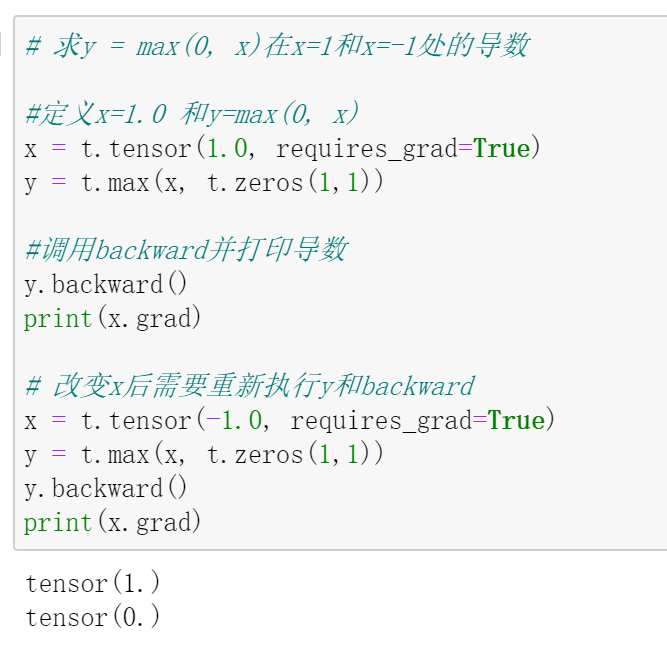 # 求y = max(0, x)在x=1和x=-1处的导数
#定义x=1.0 和y=max(0, x)
x = t.tensor(1.0, requires_grad=True)
y = t.max(x, t.zeros(1,1))
#调用backward并打印导数
y.backward()
print(x.grad)
# 改变x后需要重新执行y和backward
x = t.tensor(-1.0, requires_grad=True)
y = t.max(x, t.zeros(1,1))
y.backward()
print(x.grad)
tensor(1.)
tensor(0.)